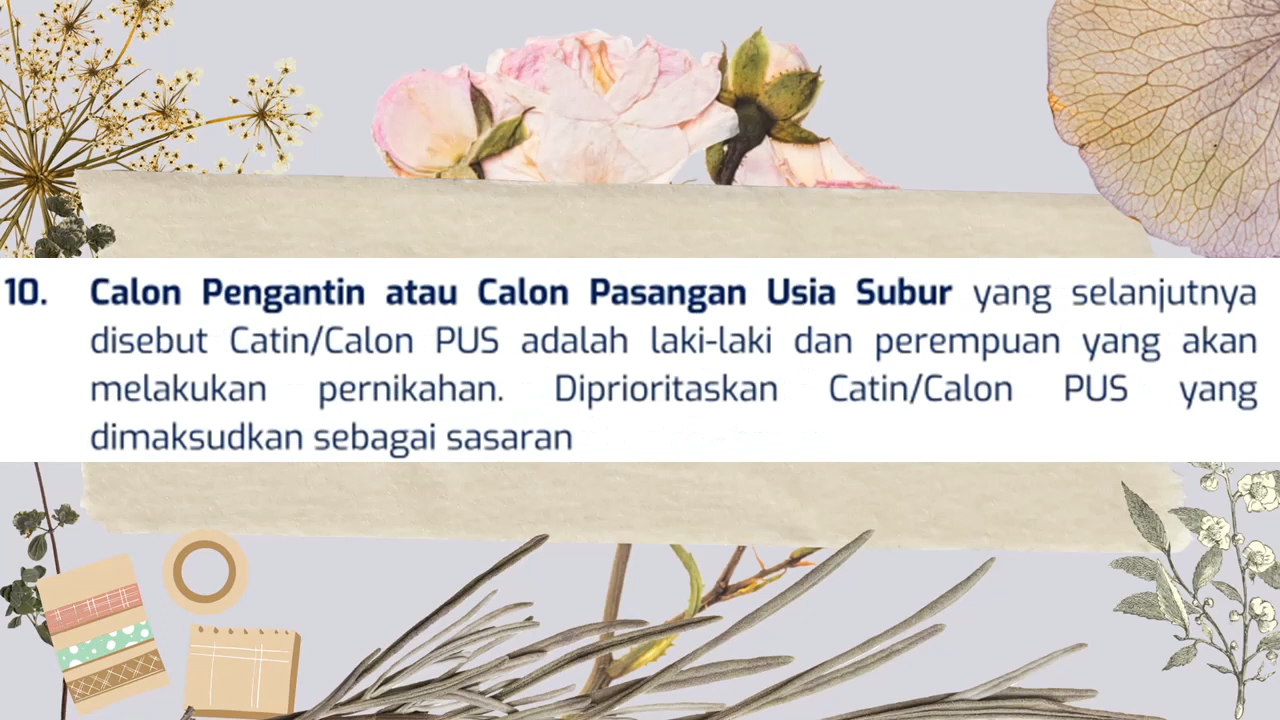 10. Calon Pengantin atau Calon Pasangan Usia Subur yang selanjutnya
disebut Catin/Calon PUS adalah laki-laki dan perempuan yang akan
melakukan pernikahan. Diprioritaskan Catin/Calon PUS yang
dimaksudkan sebagai sasaran